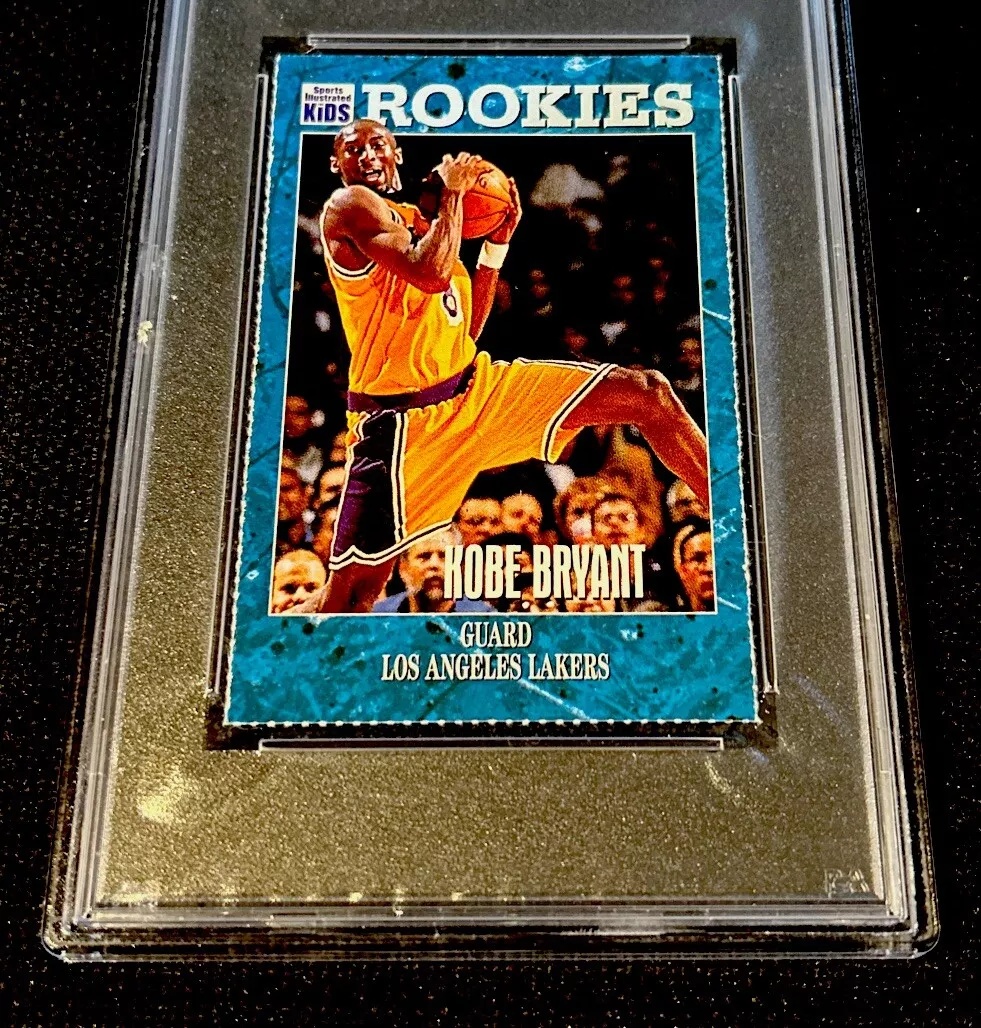 Sports
Illustrated
KiDS
ROOKIES
KOBE BRYANT
GUARD
LOS ANGELES LAKERS